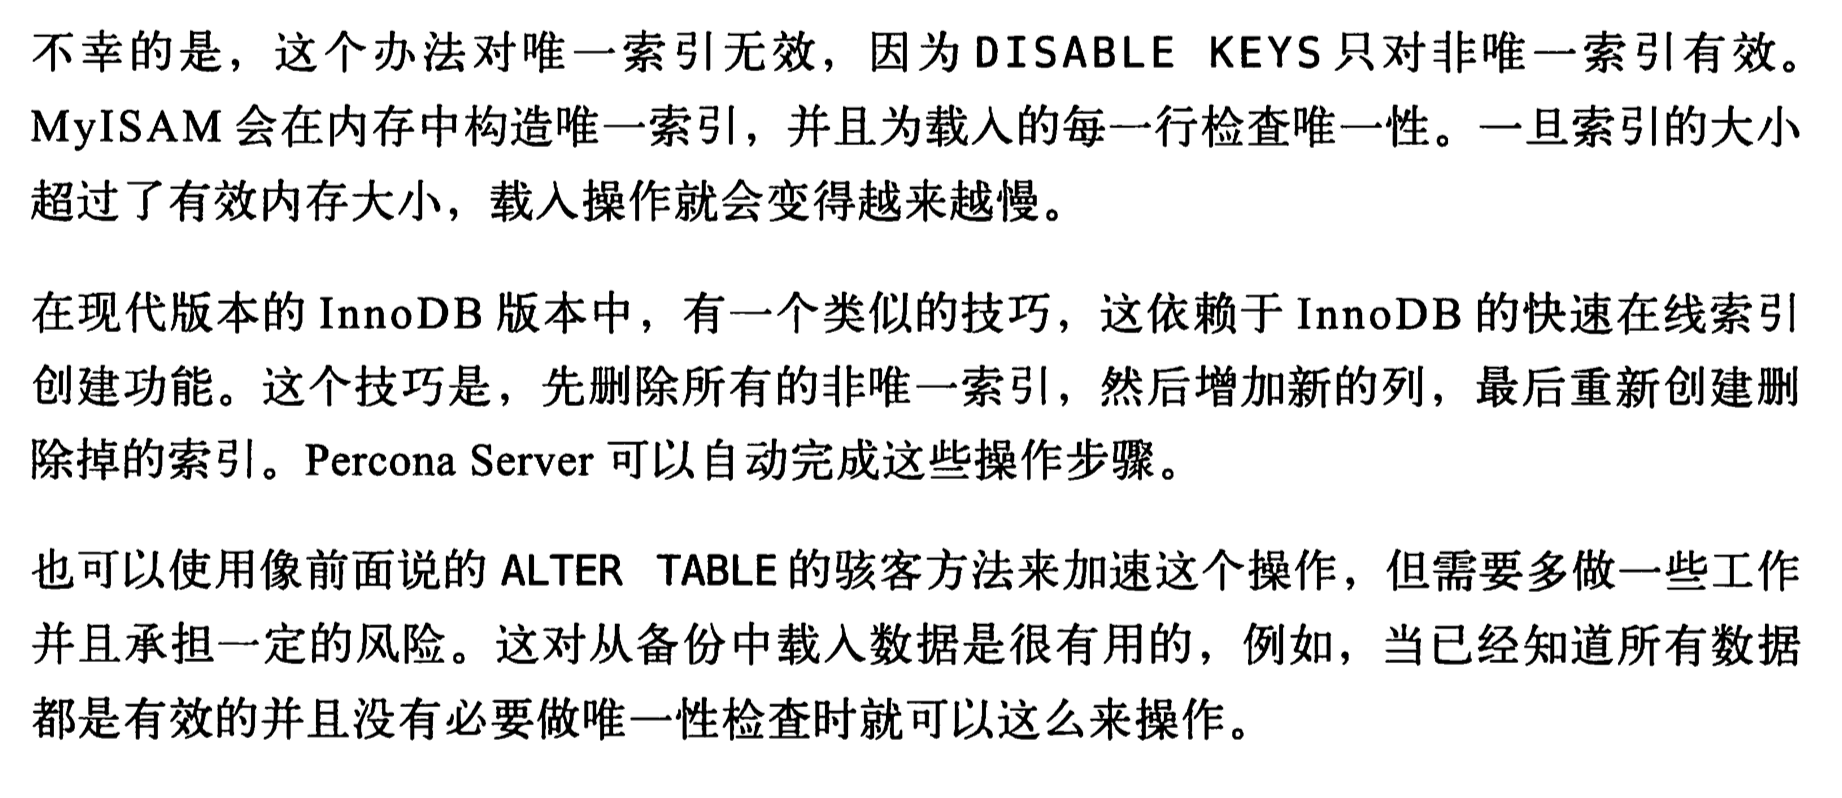 不幸的是，这个办法对唯一索引无效，因为 DISABLE KEYS 只对非唯一索引有效。
MyISAM 会在内存中构造唯一索引，并且为载入的每一行检查唯一性。一旦索引的大小
超过了有效内存大小，载入操作就会变得越来越慢。
在现代版本的 InnoDB 版本中，有一个类似的技巧，这依赖于 InnoDB 的快速在线索引
创建功能。这个技巧是，先删除所有的非唯一索引，然后增加新的列，最后重新创建删
除掉的索引。Percona Server 可以自动完成这些操作步骤。
也可以使用像前面说的 ALTER TABLE 的骇客方法来加速这个操作，但需要多做一些工作
并且承担一定的风险。这对从备份中载入数据是很有用的，例如，当已经知道所有数据
都是有效的并且没有必要做唯一性检查时就可以这么来操作。